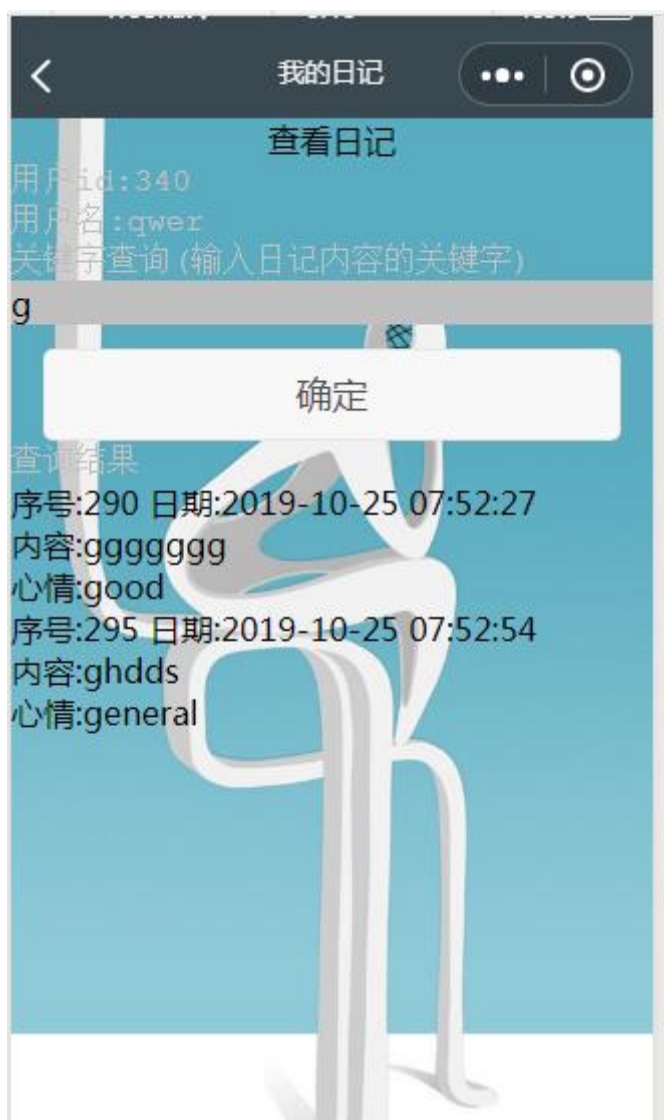 我的日记
查看日记
用户id:340
用户名:qwer
关键字查询(输入日记内容的关键字)
g
确定
查询结果
序号:290 日期:2019-10-25 07:52:27
内容:ggggggg
心情:good
序号:295 日期:2019-10-25 07:52:54
内容:ghdds
心情:general